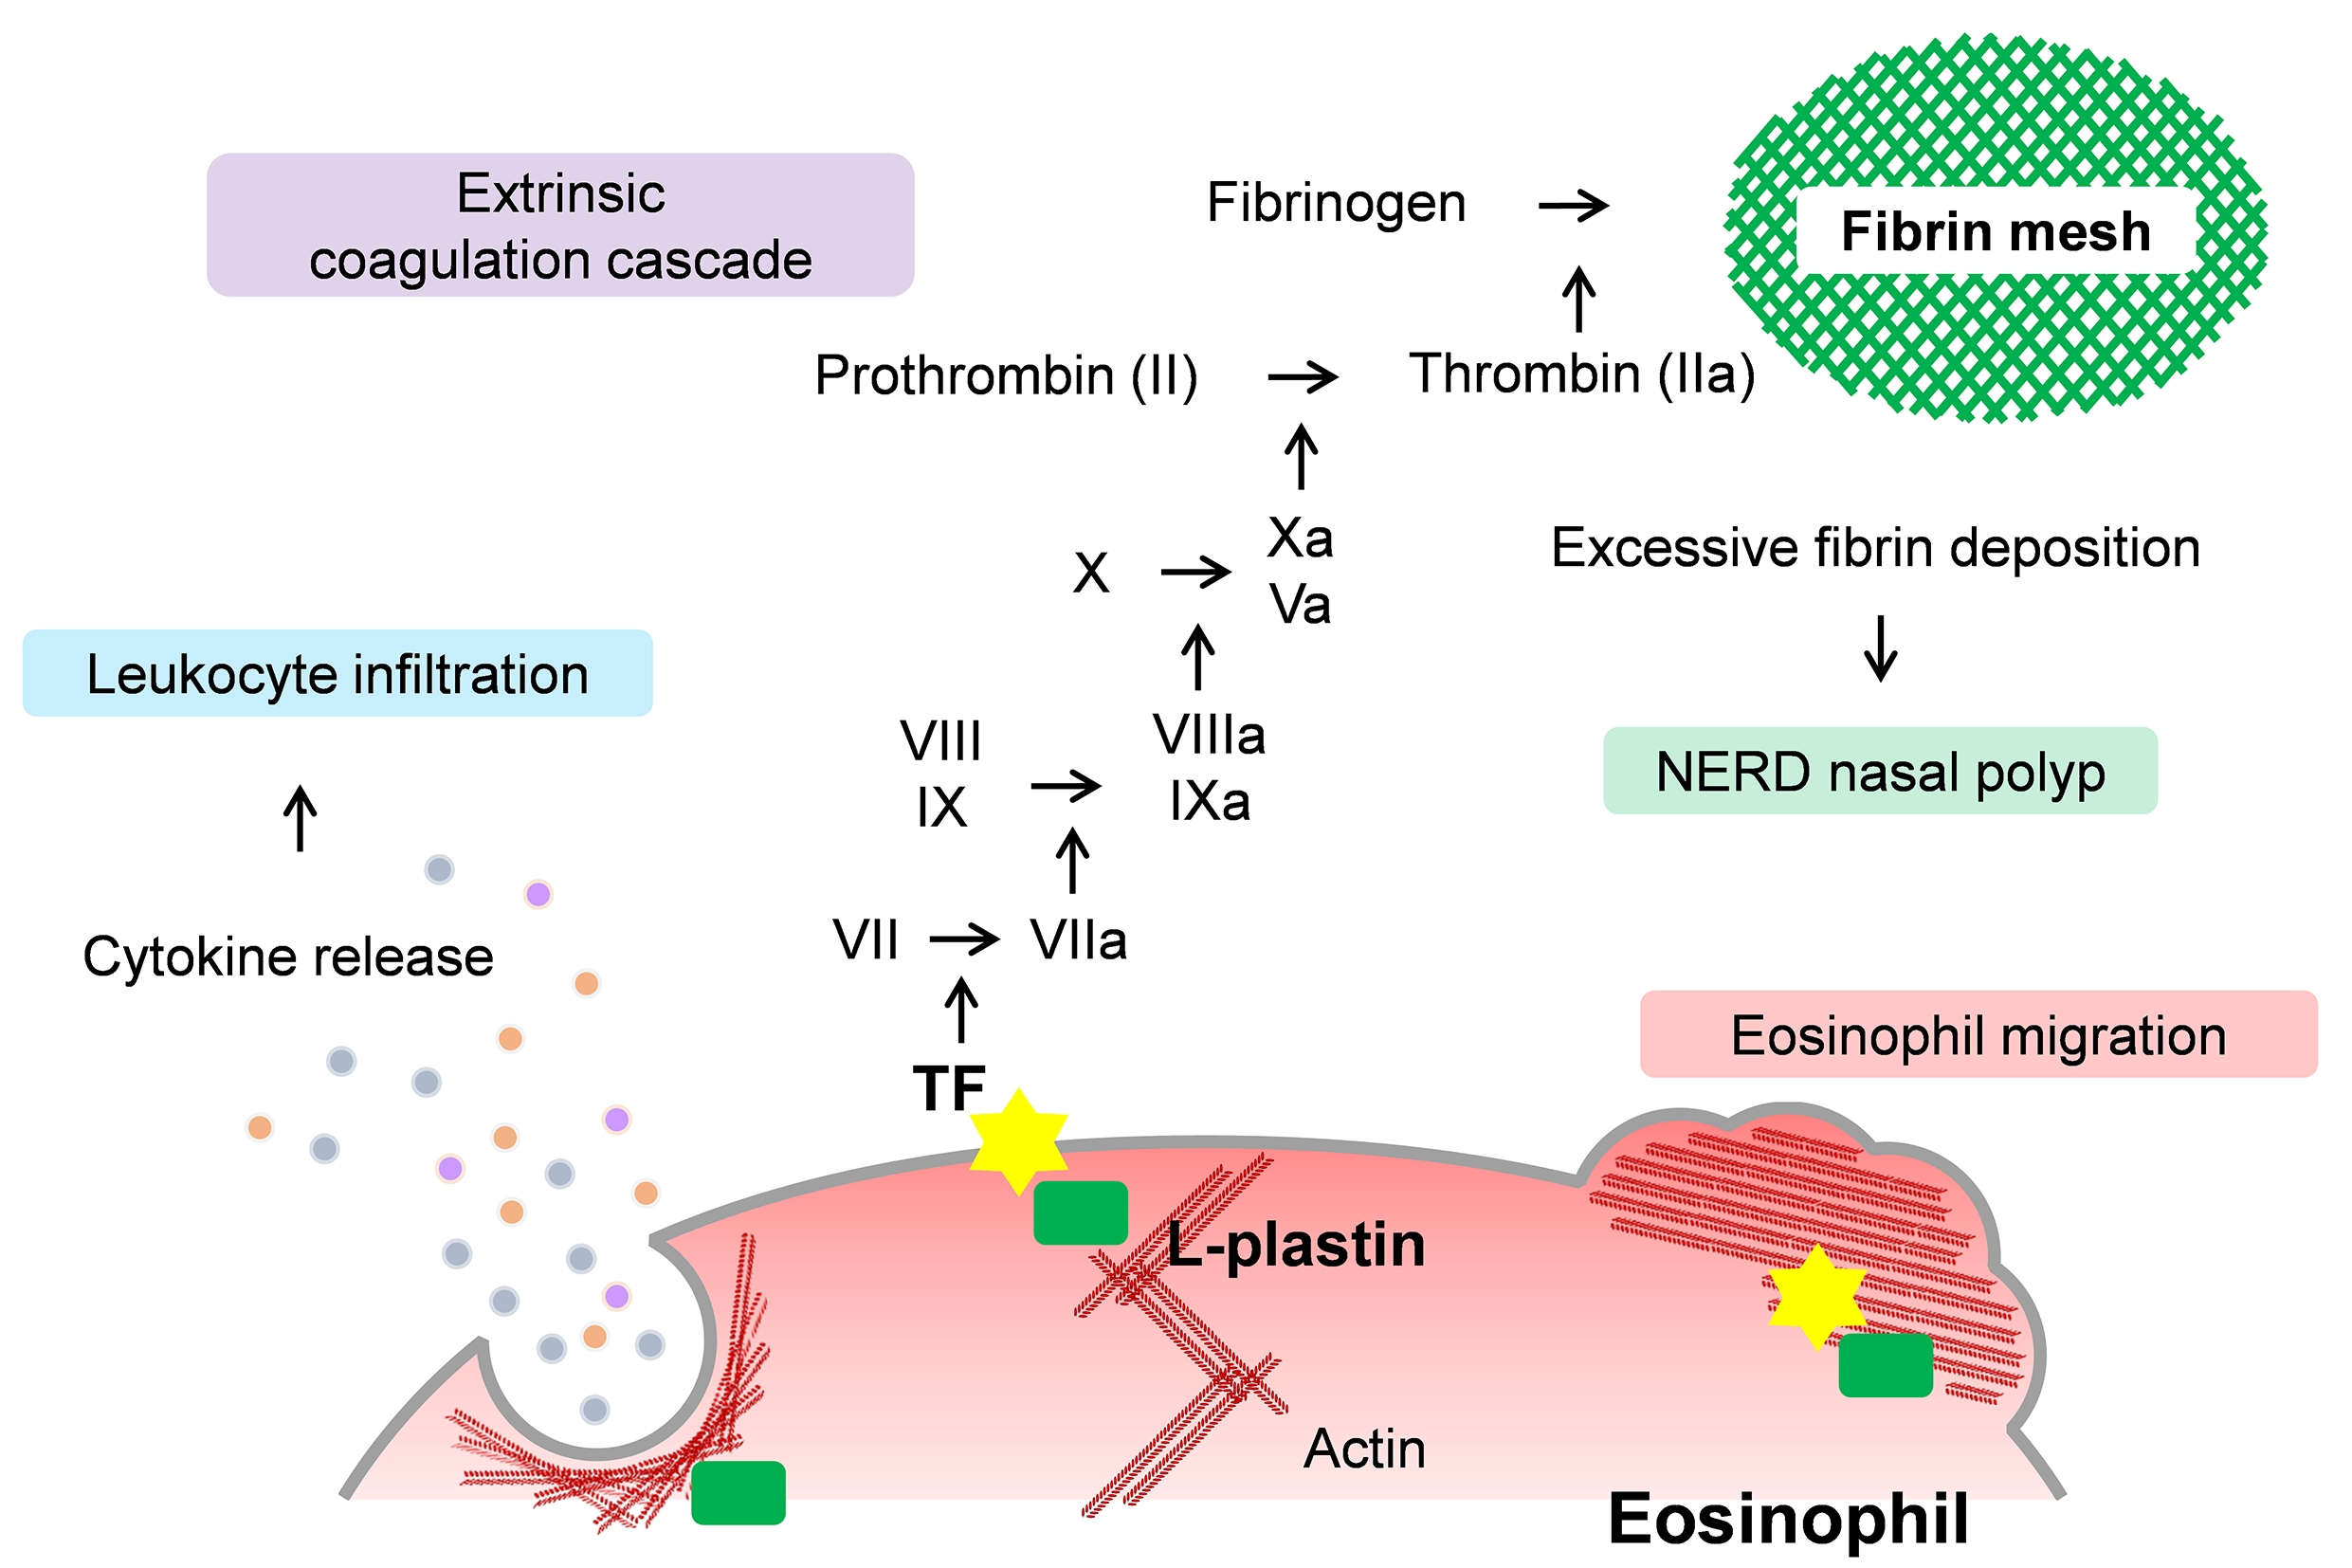 Extrinsic
coagulation cascade
Fibrinogen
Fibrin mesh
Prothrombin (II)
Thrombin (IIa)
X
Xa
Va
Excessive fibrin deposition
Leukocyte infiltration
VIII
IX
VIIIa
IXa
NERD nasal polyp
Cytokine release
VII
VIIa
TF
Eosinophil migration
L-plastin
Actin
Eosinophil